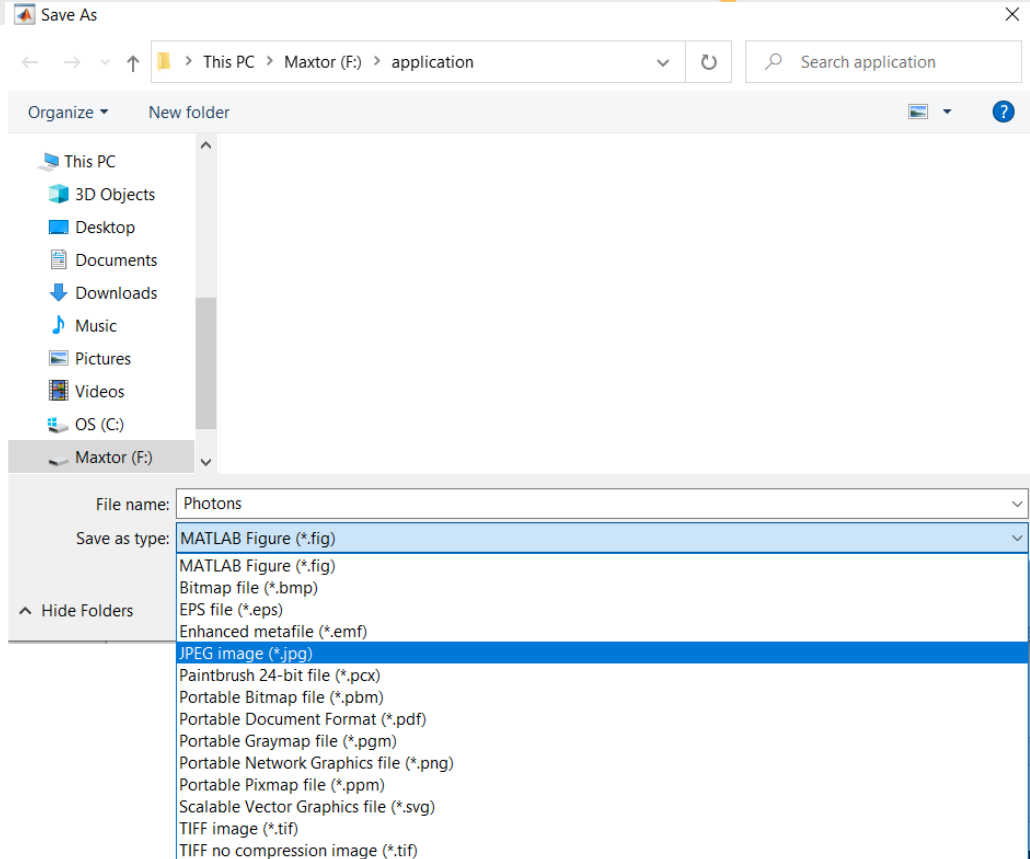 Save As
This PC > Maxtor (F:) > application
Search application
Organize
New folder
?
This PC
3D Objects
Desktop
Documents
Downloads
Music
Pictures
Videos
OS (C:)
Maxtor (F:)
File name: Photons
Save as type: MATLAB Figure (*.fig)
MATLAB Figure (*.fig)
Bitmap file (*.bmp)
EPS file (*.eps)
Hide Folders
Enhanced metafile (*.emf)
JPEG image (*.jpg)
Paintbrush 24-bit file (*.pcx)
Portable Bitmap file (*.pbm)
Portable Document Format (*.pdf)
Portable Graymap file (*.pgm)
Portable Network Graphics file (*.png)
Portable Pixmap file (*.ppm)
Scalable Vector Graphics file (*.svg)
TIFF image (*.tif)
TIFF no compression image (*.tif)